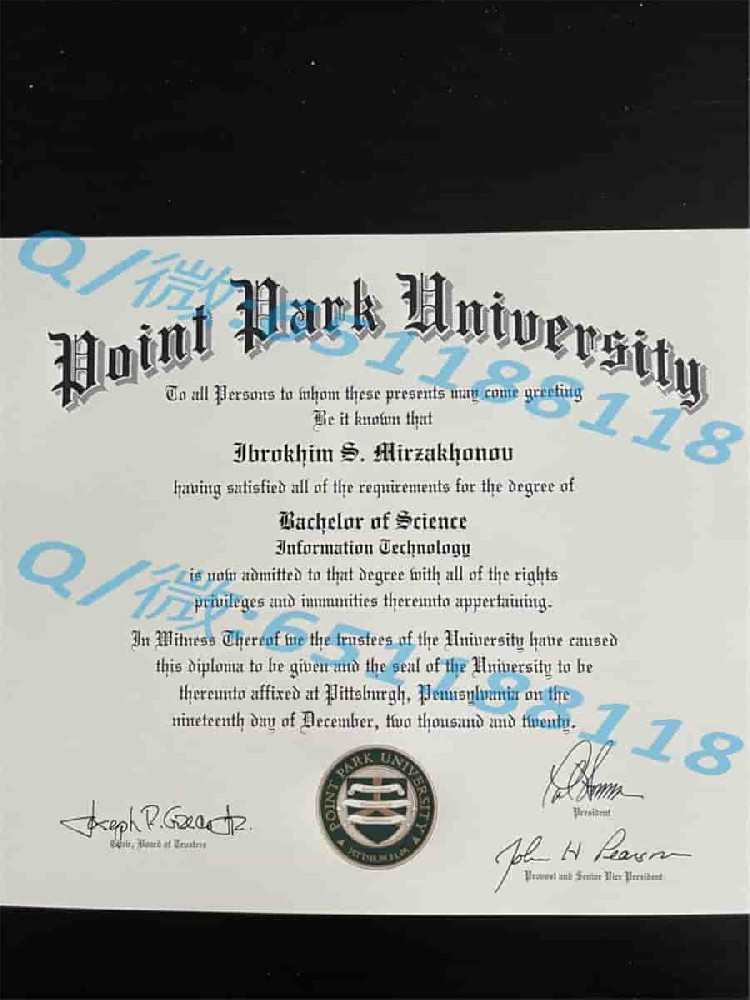 Point Park University
To all Persons to whom these presents may come greeting
Be it known that
Ibrokhim S. Mirzakhonov
having satisfied all of the requirements for the degree of
Bachelor of Science
Information Technology
is now admitted to that degree with all of the rights
privileges and immunities thereunto appertaining.
In Witness Thereof we the trustees of the University have caused
this diploma to be given and the seal of the University to be
thereunto affixed at Pittsburgh, Pennsylvania on the
nineteenth day of December, two thousand and twenty.
POINT PARK UNIVERSITY
President
Chair, Board of Trustees
John H Pearson
Provost and Senior Vice President
Q/微:651188118
Q/微:651188118